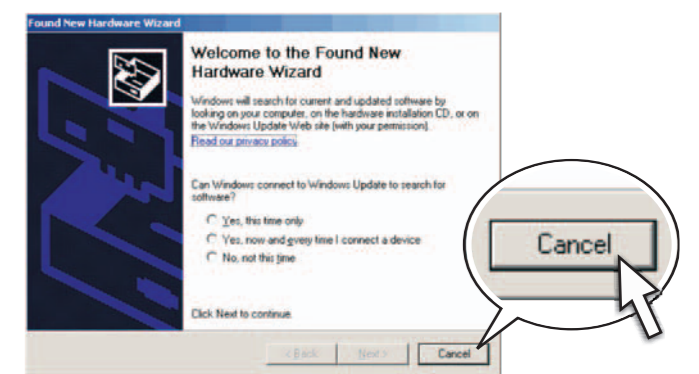 Found New Hardware Wizard
Welcome to the Found New
Hardware Wizard
Windows will search for current and updated software by
looking on your computer, on the hardware installation CD, or on
the Windows Update Web site (with your permission).
Read our privacy policy
Can Windows connect to Windows Update to search for
software?
Yes, this time only
Yes, now and every time I connect a device
No, not this time
Click Next to continue.
< Back
Next >
Cancel
Cancel